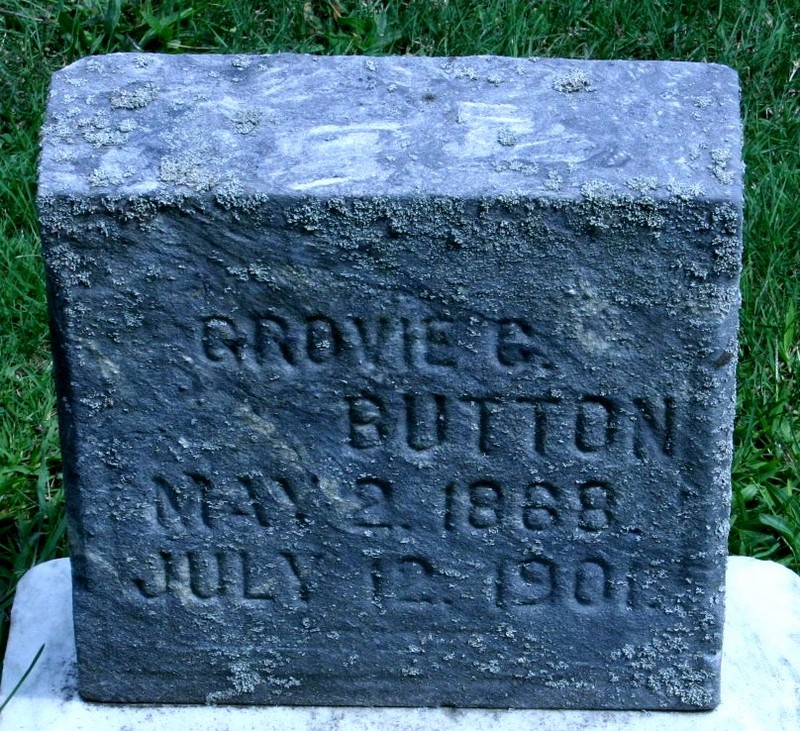 GROVIE C.
BUTTON
MAY 2. 1868.
JULY 12. 1901.